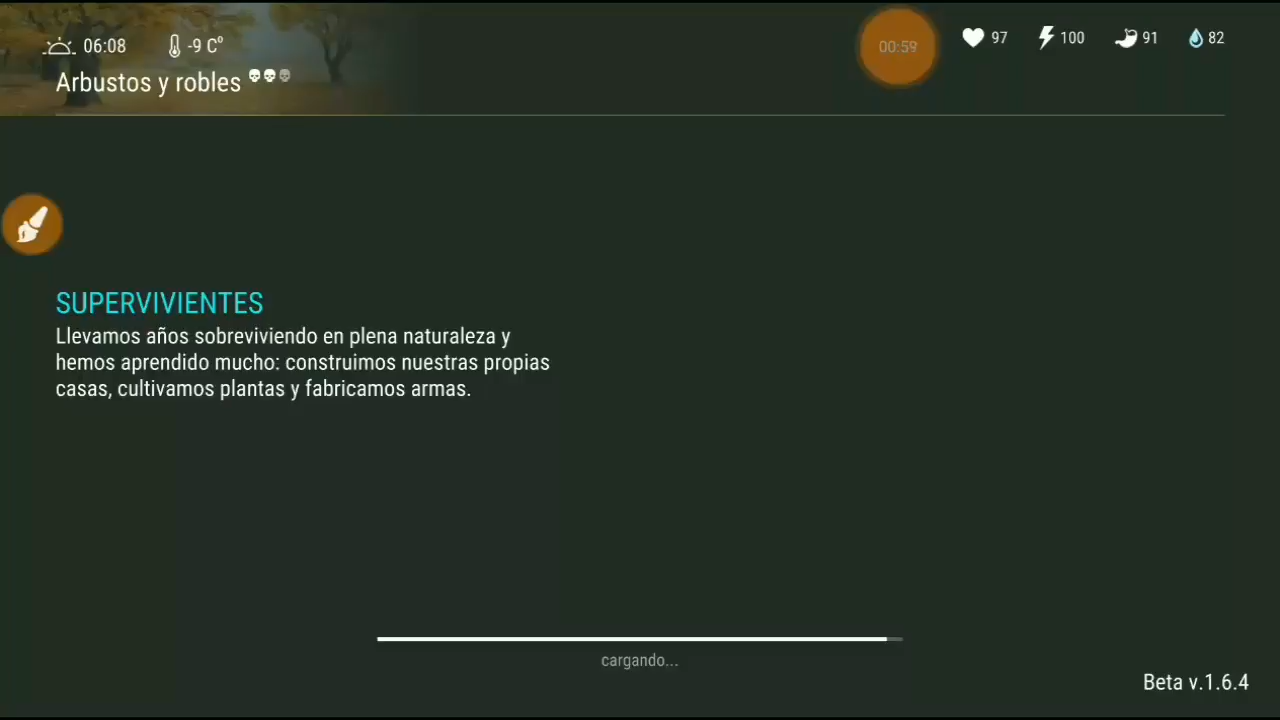 06:08 -9 Cº
Arbustos y robles
00:59
97 100 91 82
SUPERVIVIENTES
Llevamos años sobreviviendo en plena naturaleza y
hemos aprendido mucho: construimos nuestras propias
casas, cultivamos plantas y fabricamos armas.
cargando...
Beta v.1.6.4